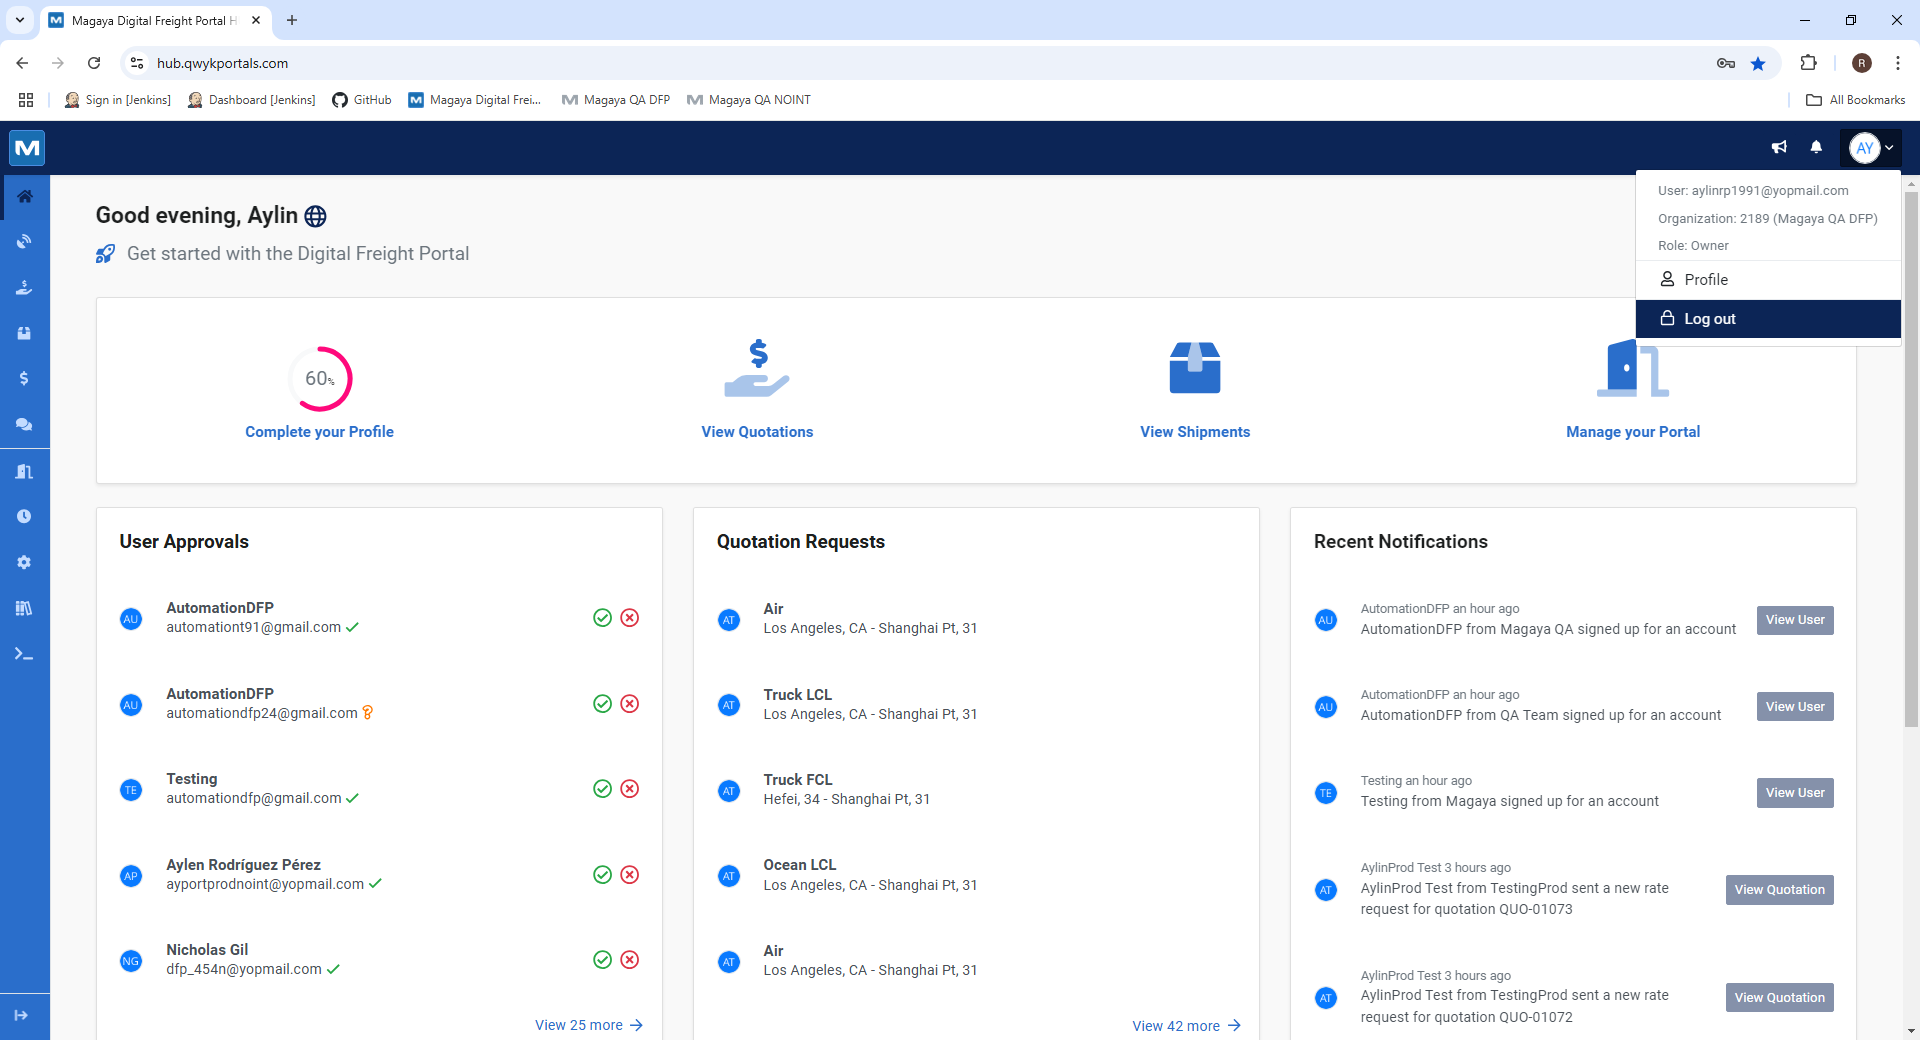 Magaya Digital Freight Portal H
hub.qwykportals.com
R
Sign in [Jenkins]
Dashboard [Jenkins]
GitHub
Magaya Digital Frei...
Magaya QA DFP
Magaya QA NOINT
All Bookmarks
AY
User: aylinrp1991@yopmail.com
Organization: 2189 (Magaya QA DFP)
Role: Owner
Profile
Log out
Good evening, Aylin
Get started with the Digital Freight Portal
60%
Complete your Profile
View Quotations
View Shipments
Manage your Portal
User Approvals
AU
AutomationDFP
automationt91@gmail.com
AU
AutomationDFP
automationdfp24@gmail.com
TE
Testing
automationdfp@gmail.com
AP
Aylen Rodríguez Pérez
ayportprodnoint@yopmail.com
NG
Nicholas Gil
dfp_454n@yopmail.com
View 25 more
Quotation Requests
AT
Air
Los Angeles, CA - Shanghai Pt, 31
AT
Truck LCL
Los Angeles, CA - Shanghai Pt, 31
AT
Truck FCL
Hefei, 34 - Shanghai Pt, 31
AT
Ocean LCL
Los Angeles, CA - Shanghai Pt, 31
AT
Air
Los Angeles, CA - Shanghai Pt, 31
View 42 more
Recent Notifications
AU
AutomationDFP an hour ago
AutomationDFP from Magaya QA signed up for an account
View User
AU
AutomationDFP an hour ago
AutomationDFP from QA Team signed up for an account
View User
TE
Testing an hour ago
Testing from Magaya signed up for an account
View User
AT
AylinProd Test 3 hours ago
AylinProd Test from TestingProd sent a new rate
request for quotation QUO-01073
View Quotation
AT
AylinProd Test 3 hours ago
AylinProd Test from TestingProd sent a new rate
request for quotation QUO-01072
View Quotation